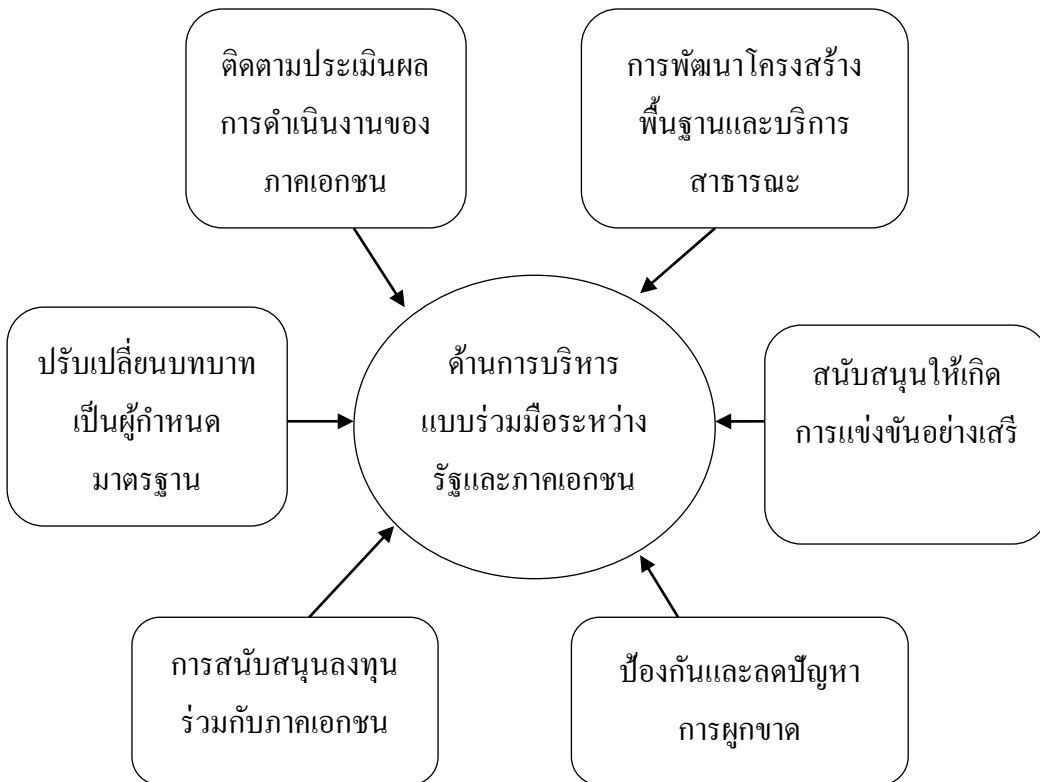 ติดตามประเมินผล
การดำเนินงานของ
ภาคเอกชน
การพัฒนาโครงสร้าง
พื้นฐานและบริการ
สาธารณะ
ปรับเปลี่ยนบทบาท
เป็นผู้กำหนด
มาตรฐาน
ด้านการบริหาร
แบบร่วมมือระหว่าง
รัฐและภาคเอกชน
สนับสนุนให้เกิด
การแข่งขันอย่างเสรี
การสนับสนุนลงทุน
ร่วมกับภาคเอกชน
ป้องกันและลดปัญหา
การผูกขาด